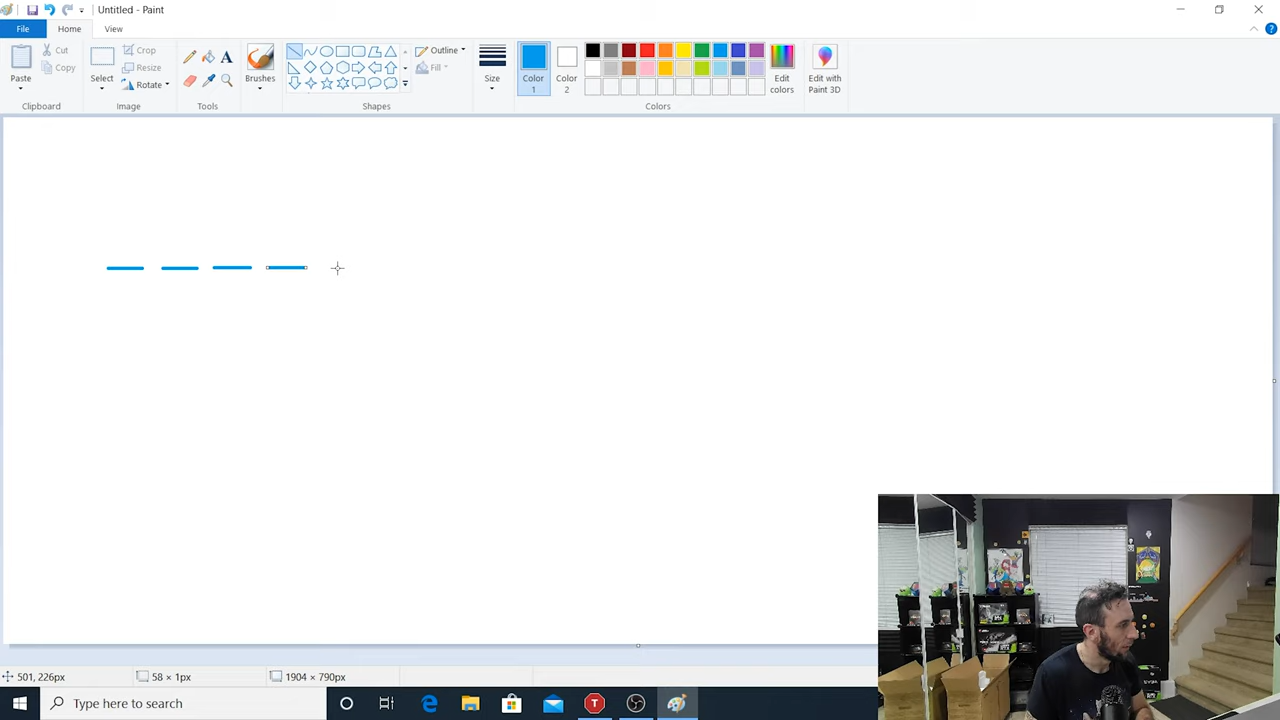 Untitled - Paint
File
Home
View
Paste
Cut
Copy
Clipboard
Select
Crop
Resize
Rotate
Image
Tools
Brushes
Shapes
Outline
Fill
Size
Color 1
Color 2
Edit colors
Colors
Edit with Paint 3D
501, 226px
58 × 1px
1904 × 790px
Type here to search